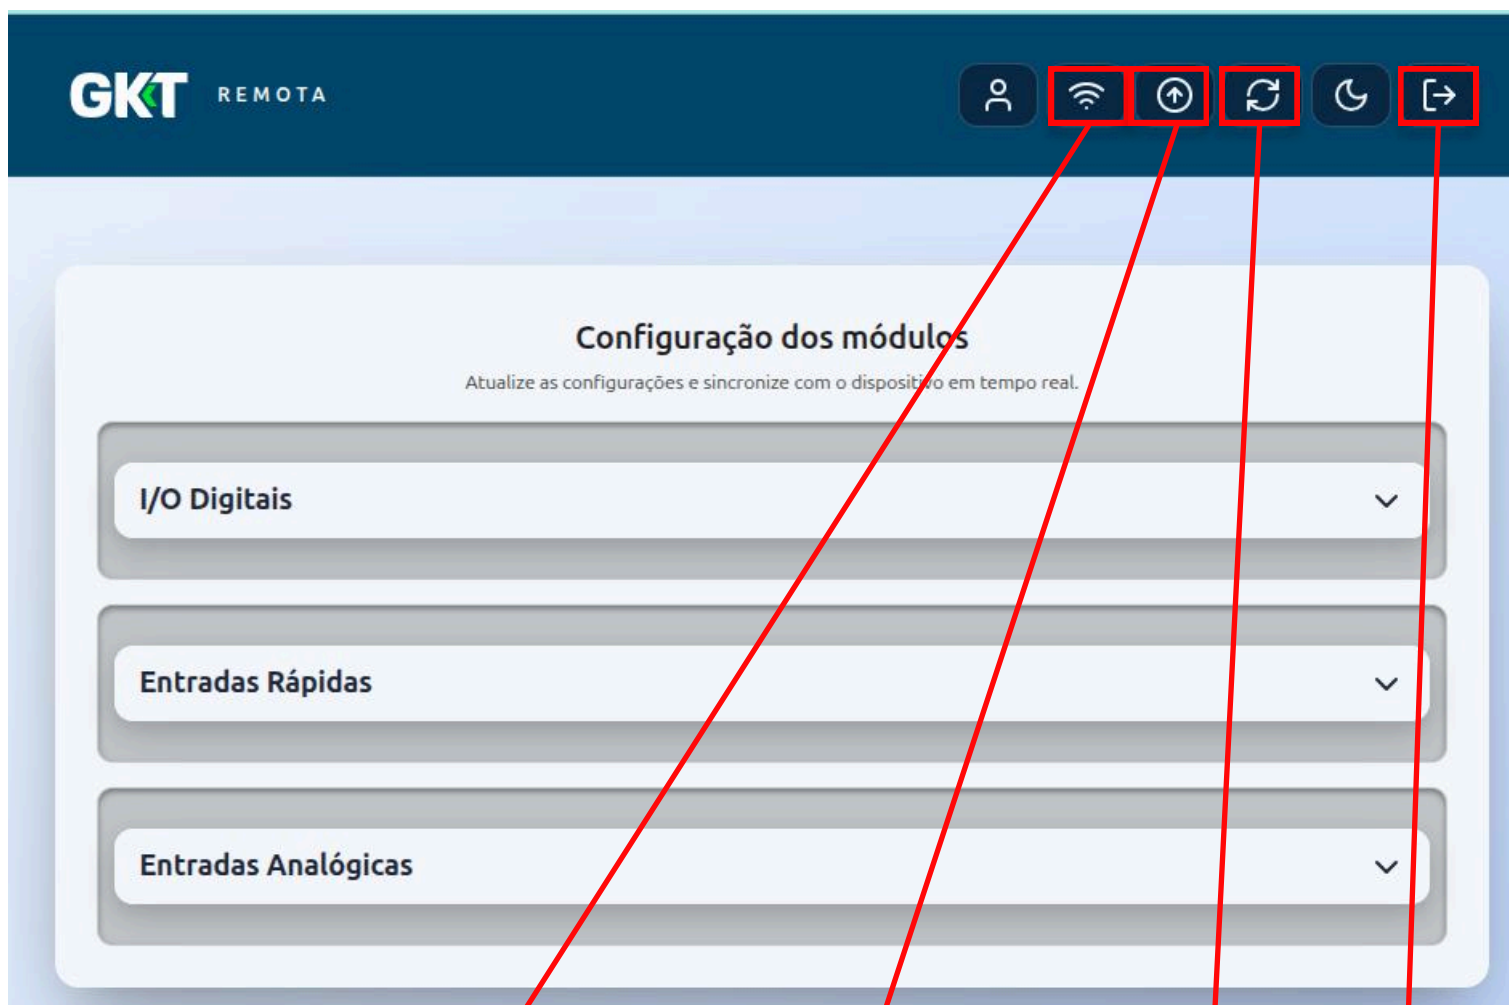 GKT REMOTA
Configuração dos módulos
Atualize as configurações e sincronize com o dispositivo em tempo real.
I/O Digitais
Entradas Rápidas
Entradas Analógicas